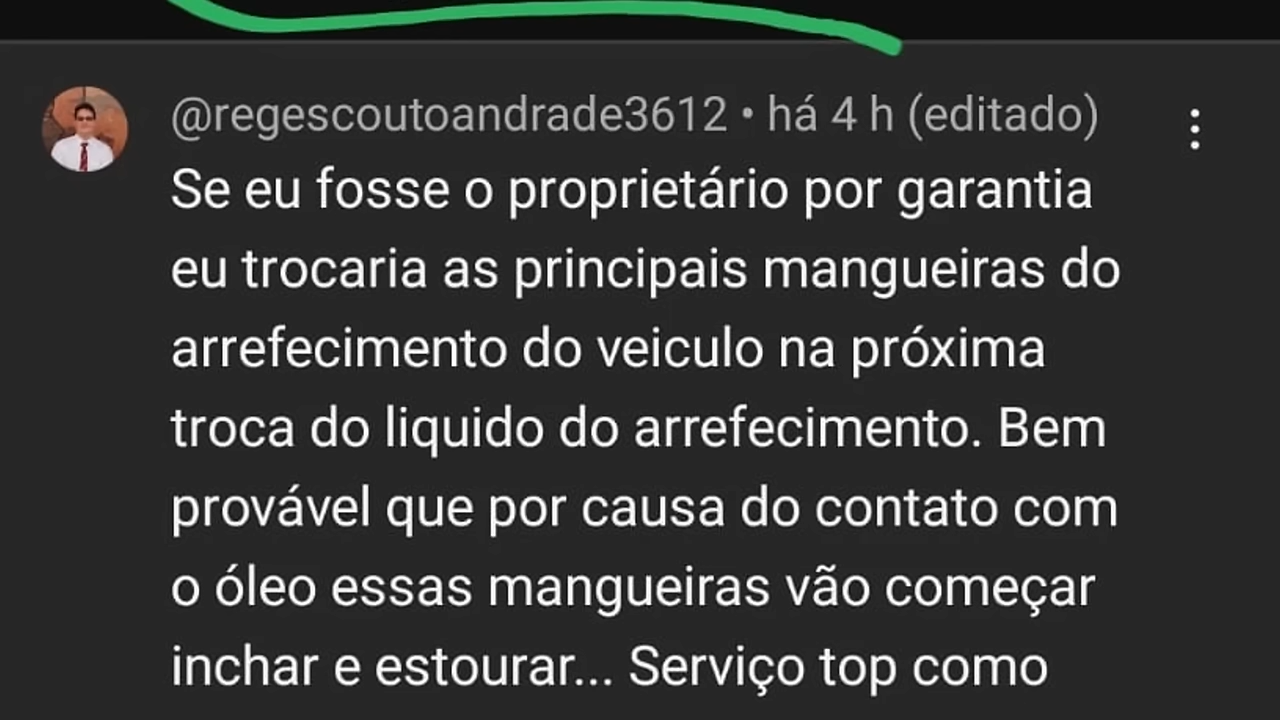 @regescoutoandrade3612 • há 4 h (editado)
Se eu fosse o proprietário por garantia
eu trocaria as principais mangueiras do
arrefecimento do veiculo na próxima
troca do liquido do arrefecimento. Bem
provável que por causa do contato com
o óleo essas mangueiras vão começar
inchar e estourar... Serviço top como